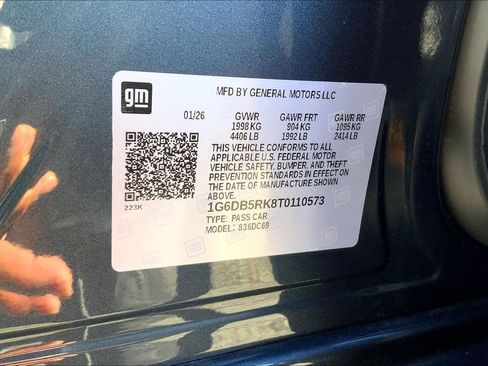 gm
MFD BY GENERAL MOTORS LLC
01/26 GVWR GAWR FRT GAWR RR
1998 KG 904 KG 1095 KG
4406 LB 1992 LB 2414 LB
THIS VEHICLE CONFORMS TO ALL
APPLICABLE U.S. FEDERAL MOTOR
VEHICLE SAFETY, BUMPER, AND THEFT
PREVENTION STANDARDS IN EFFECT ON
THE DATE OF MANUFACTURE SHOWN
ABOVE.
223K
1G6DB5RK8T0110573
TYPE: PASS CAR
MODEL: 836DC69